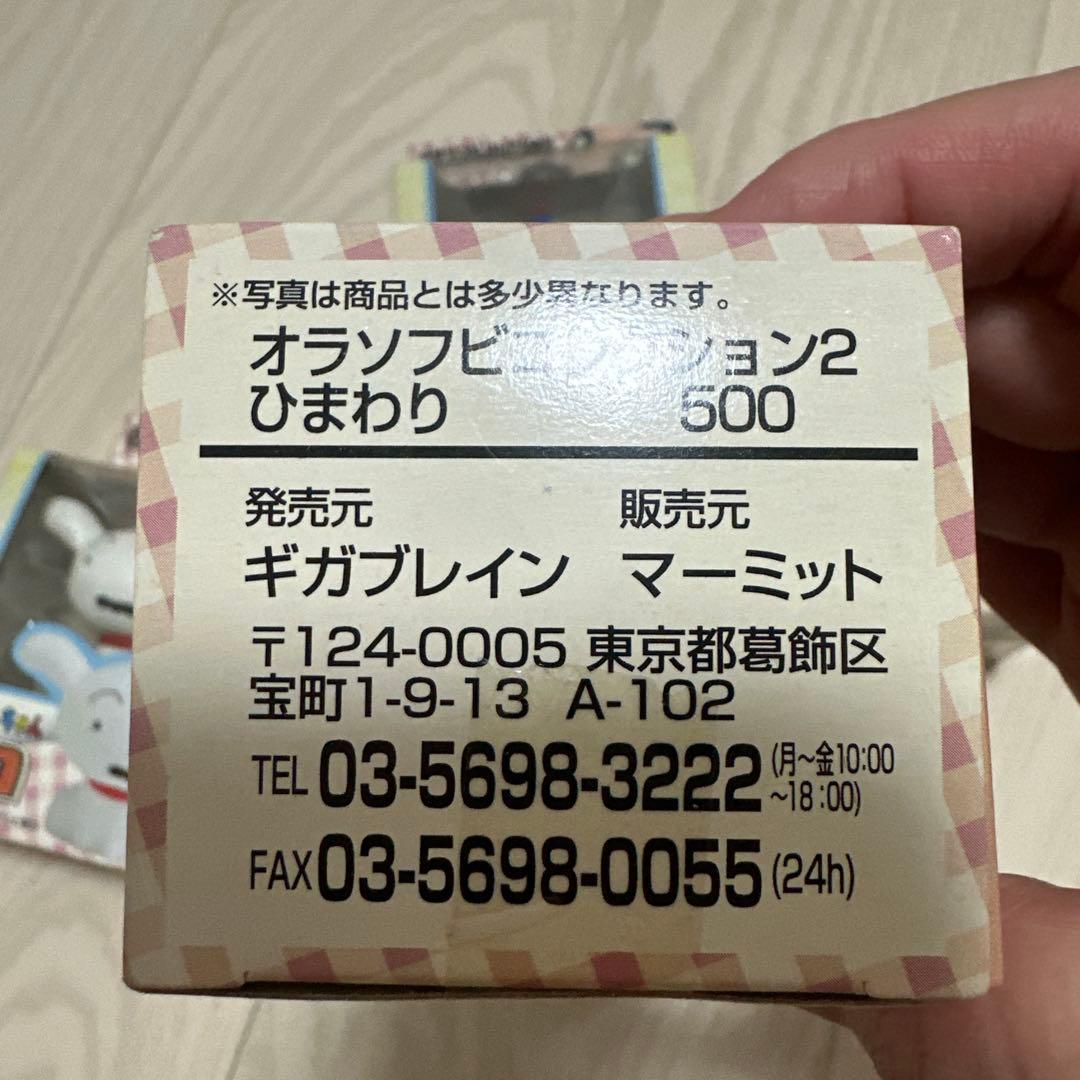 ※写真は商品とは多少異なります。
オラソフビコレクション2
ひまわり 500
発売元 販売元
ギガブレイン マーミット
〒124-0005 東京都葛飾区
宝町1-9-13 A-102
TEL 03-5698-3222 (月～金10:00
～18:00)
FAX 03-5698-0055 (24h)